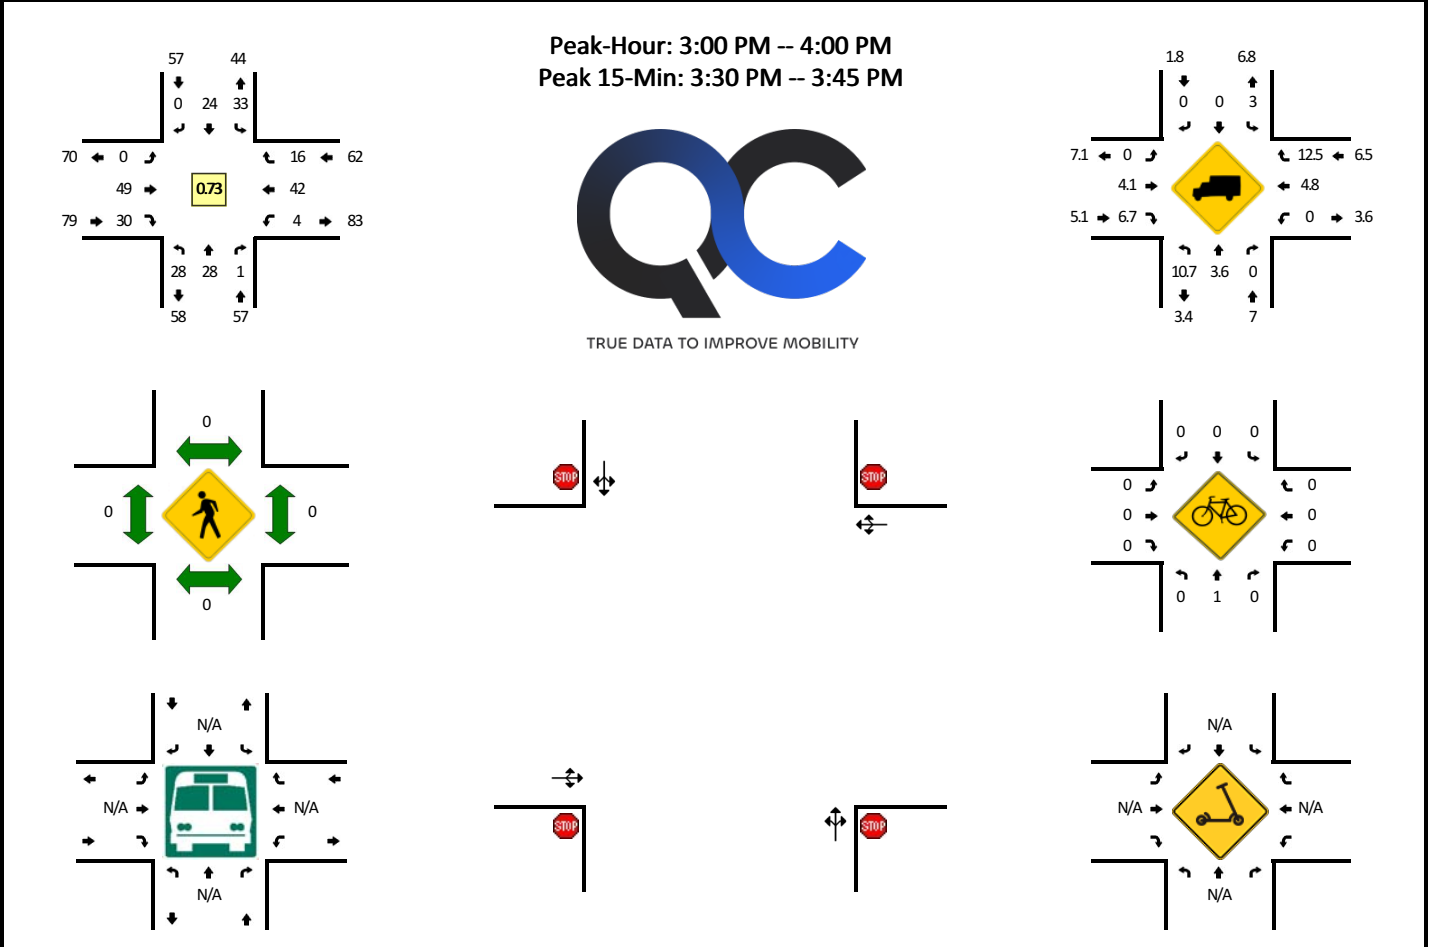 Peak-Hour: 3:00 PM -- 4:00 PM
Peak 15-Min: 3:30 PM -- 3:45 PM
57 44
0 24 33
70 0 16 62
49 0.73 42
79 30 4 83
28 28 1
58 57
QC
TRUE DATA TO IMPROVE MOBILITY
1.8 6.8
0 0 3
7.1 0 12.5 6.5
4.1 4.8
5.1 6.7 0 3.6
10.7 3.6 0
3.4 7
0
0 0
0
STOP STOP
STOP STOP
0 0 0
0 0
0 0
0 0
0 1 0
N/A
N/A N/A
N/A
N/A
N/A N/A
N/A